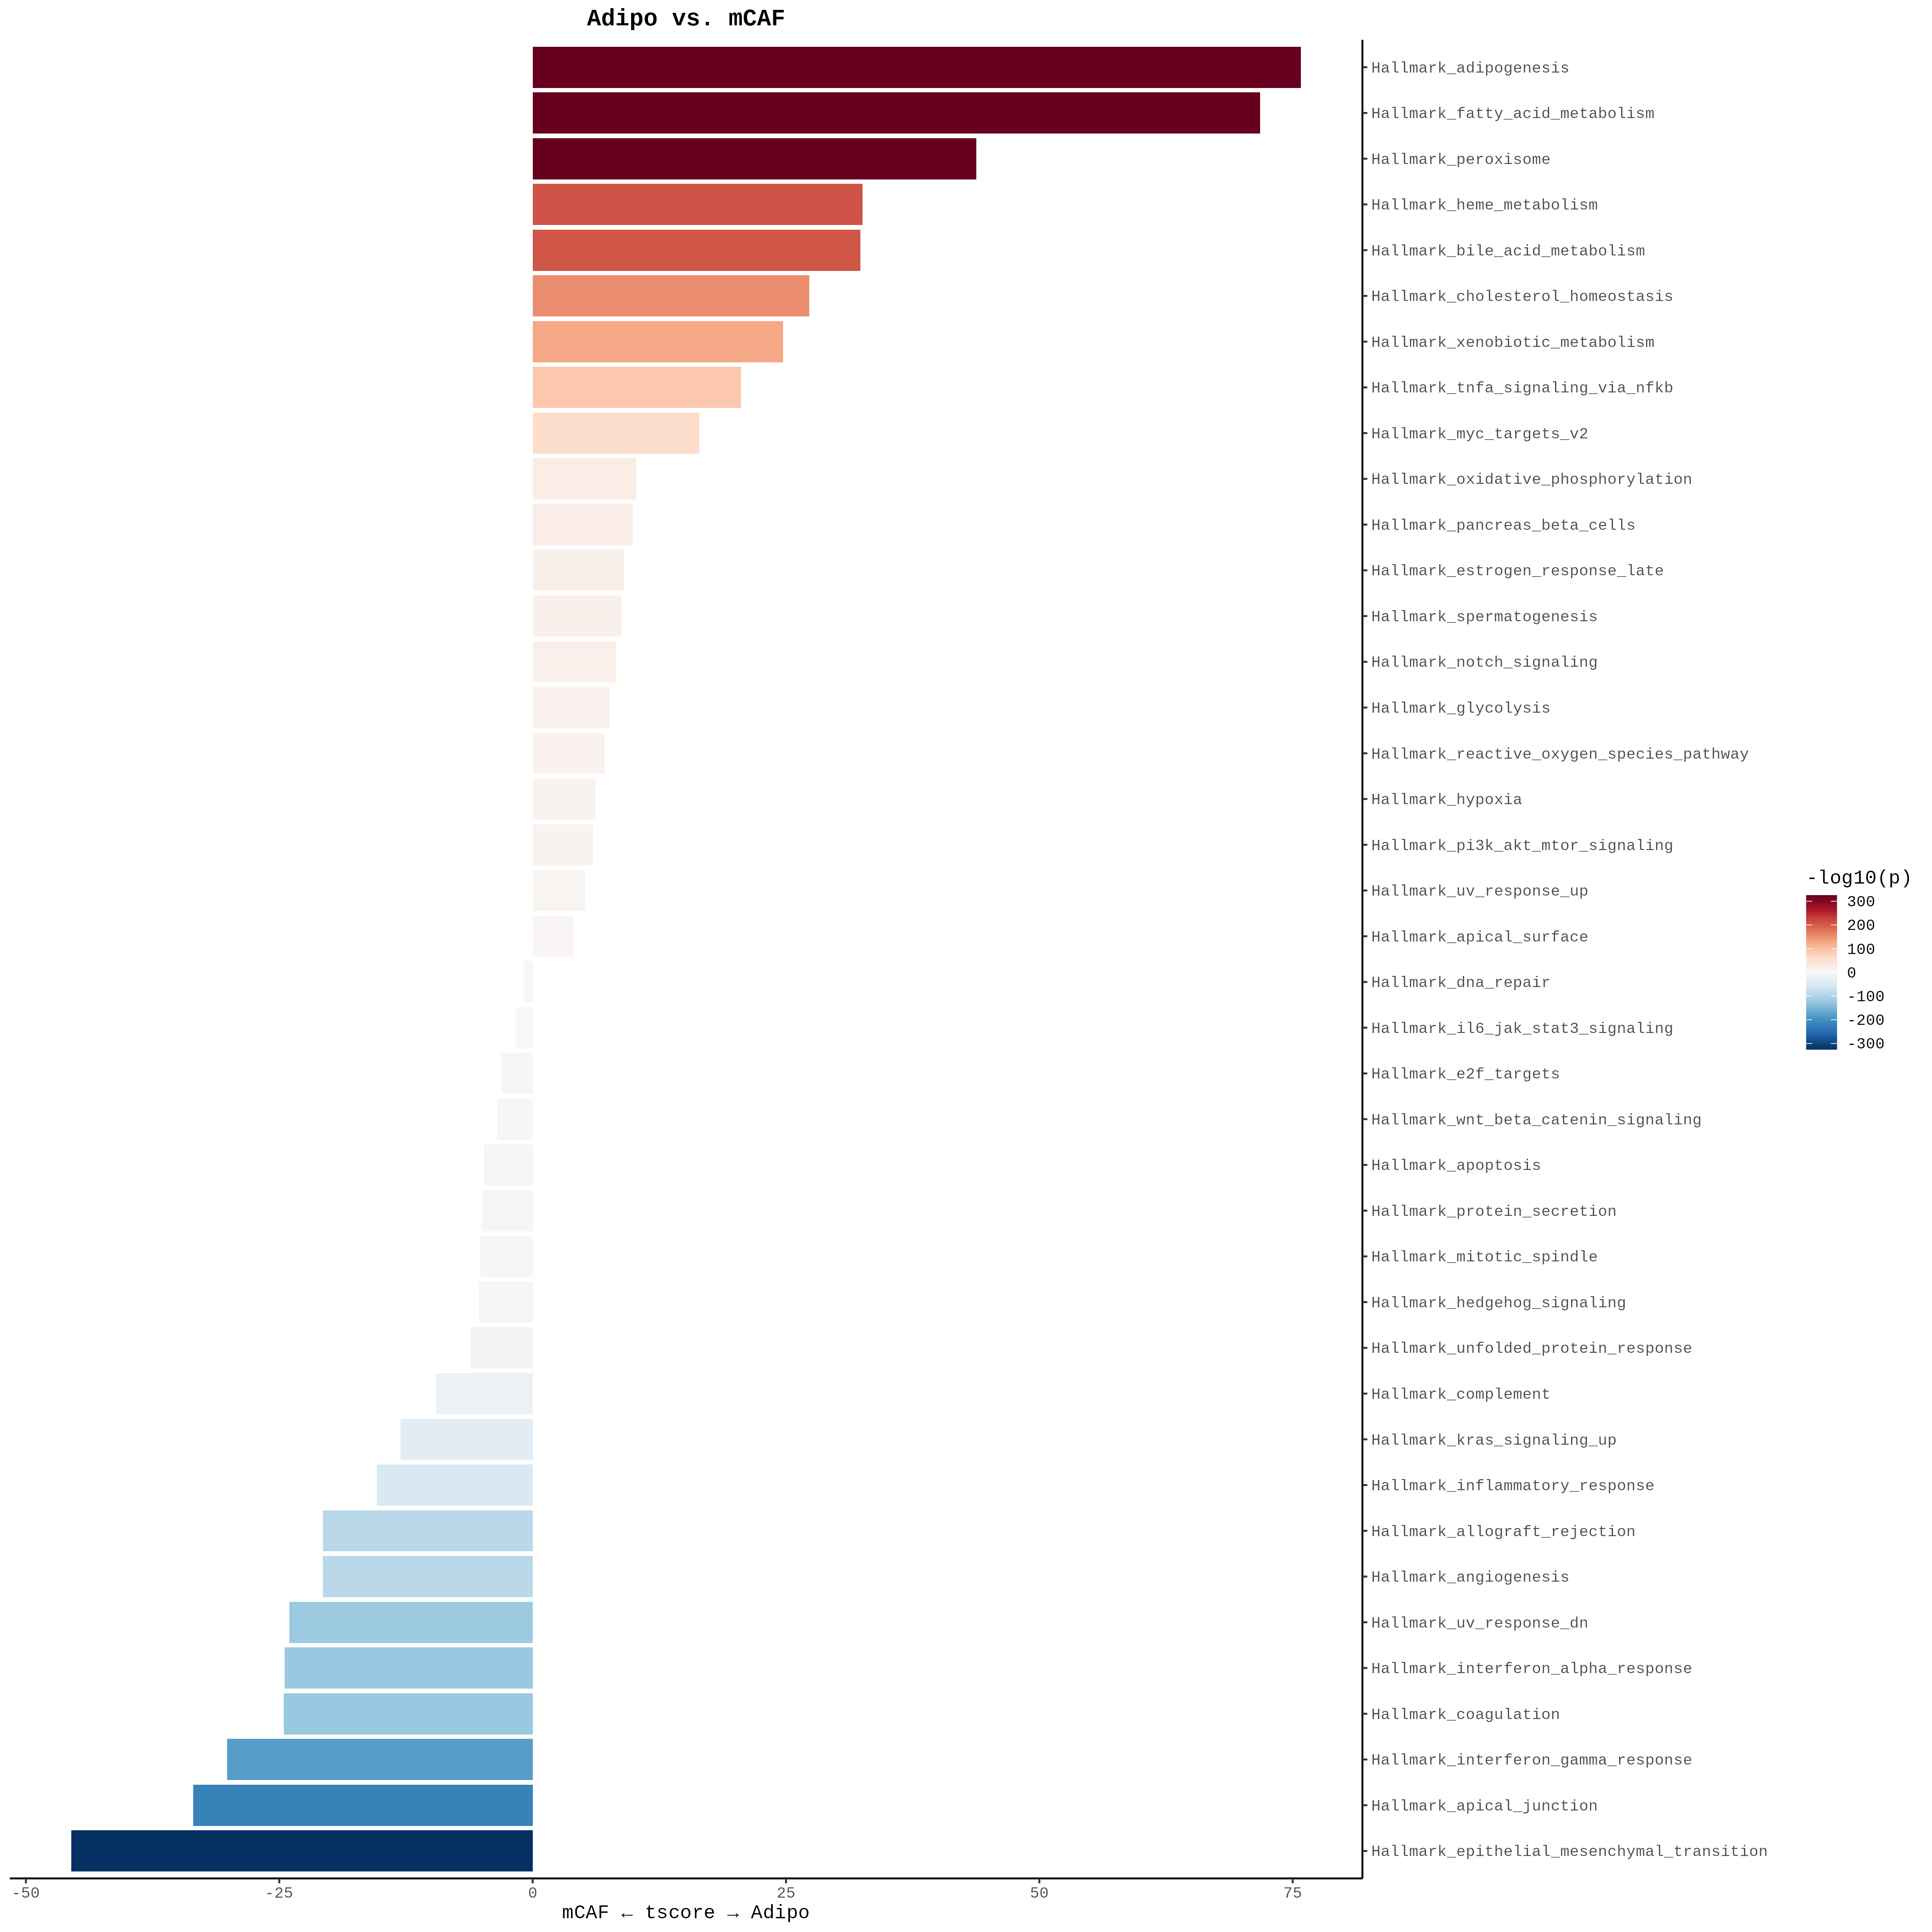 Adipo vs. mCAF
Hallmark_adipogenesis
Hallmark_fatty_acid_metabolism
Hallmark_peroxisome
Hallmark_heme_metabolism
Hallmark_bile_acid_metabolism
Hallmark_cholesterol_homeostasis
Hallmark_xenobiotic_metabolism
Hallmark_tnfa_signaling_via_nfkb
Hallmark_myc_targets_v2
Hallmark_oxidative_phosphorylation
Hallmark_pancreas_beta_cells
Hallmark_estrogen_response_late
Hallmark_spermatogenesis
Hallmark_notch_signaling
Hallmark_glycolysis
Hallmark_reactive_oxygen_species_pathway
Hallmark_hypoxia
Hallmark_pi3k_akt_mtor_signaling
Hallmark_uv_response_up
Hallmark_apical_surface
Hallmark_dna_repair
Hallmark_il6_jak_stat3_signaling
Hallmark_e2f_targets
Hallmark_wnt_beta_catenin_signaling
Hallmark_apoptosis
Hallmark_protein_secretion
Hallmark_mitotic_spindle
Hallmark_hedgehog_signaling
Hallmark_unfolded_protein_response
Hallmark_complement
Hallmark_kras_signaling_up
Hallmark_inflammatory_response
Hallmark_allograft_rejection
Hallmark_angiogenesis
Hallmark_uv_response_dn
Hallmark_interferon_alpha_response
Hallmark_coagulation
Hallmark_interferon_gamma_response
Hallmark_apical_junction
Hallmark_epithelial_mesenchymal_transition
-50 -25 0 25 50 75
mCAF ← tscore → Adipo
-log10(p)
300
200
100
0
-100
-200
-300